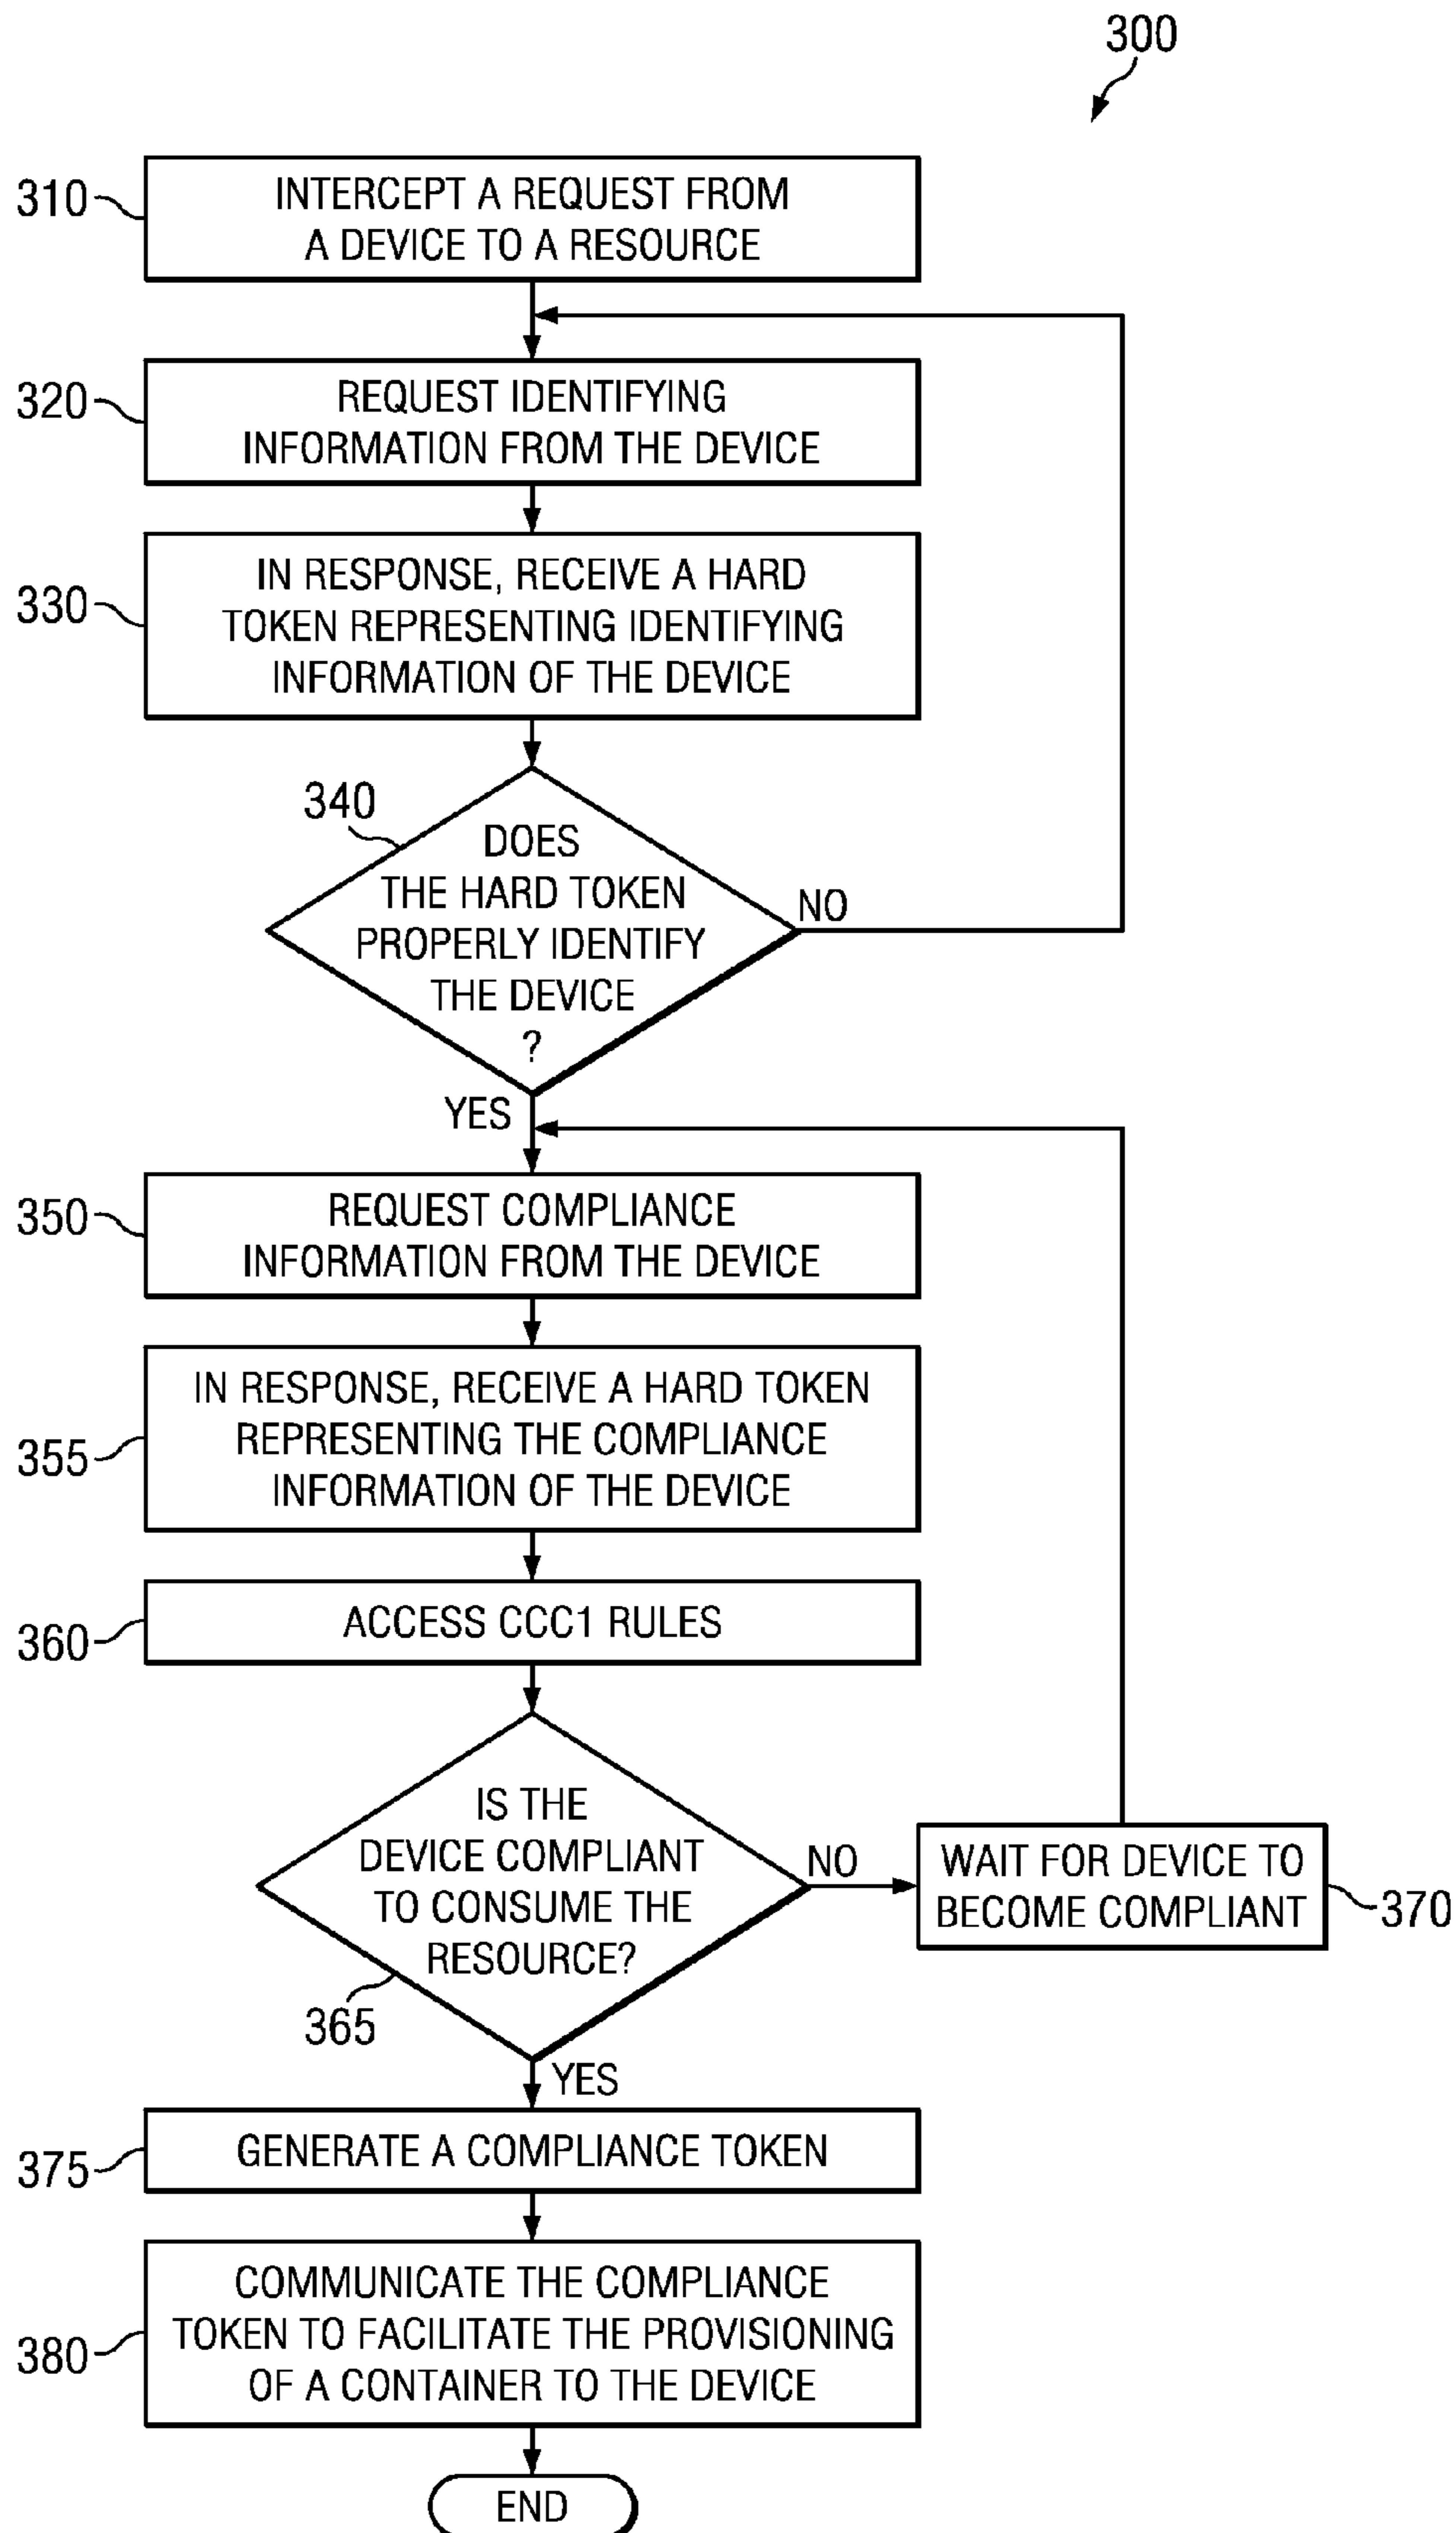 300
310
INTERCEPT A REQUEST FROM
A DEVICE TO A RESOURCE
320
REQUEST IDENTIFYING
INFORMATION FROM THE DEVICE
330
IN RESPONSE, RECEIVE A HARD
TOKEN REPRESENTING IDENTIFYING
INFORMATION OF THE DEVICE
340
DOES
THE HARD TOKEN
PROPERLY IDENTIFY
THE DEVICE
?
NO
YES
350
REQUEST COMPLIANCE
INFORMATION FROM THE DEVICE
355
IN RESPONSE, RECEIVE A HARD TOKEN
REPRESENTING THE COMPLIANCE
INFORMATION OF THE DEVICE
360
ACCESS CCC1 RULES
IS THE
DEVICE COMPLIANT
TO CONSUME THE
RESOURCE?
365
NO
WAIT FOR DEVICE TO
BECOME COMPLIANT
370
YES
375
GENERATE A COMPLIANCE TOKEN
380
COMMUNICATE THE COMPLIANCE
TOKEN TO FACILITATE THE PROVISIONING
OF A CONTAINER TO THE DEVICE
END